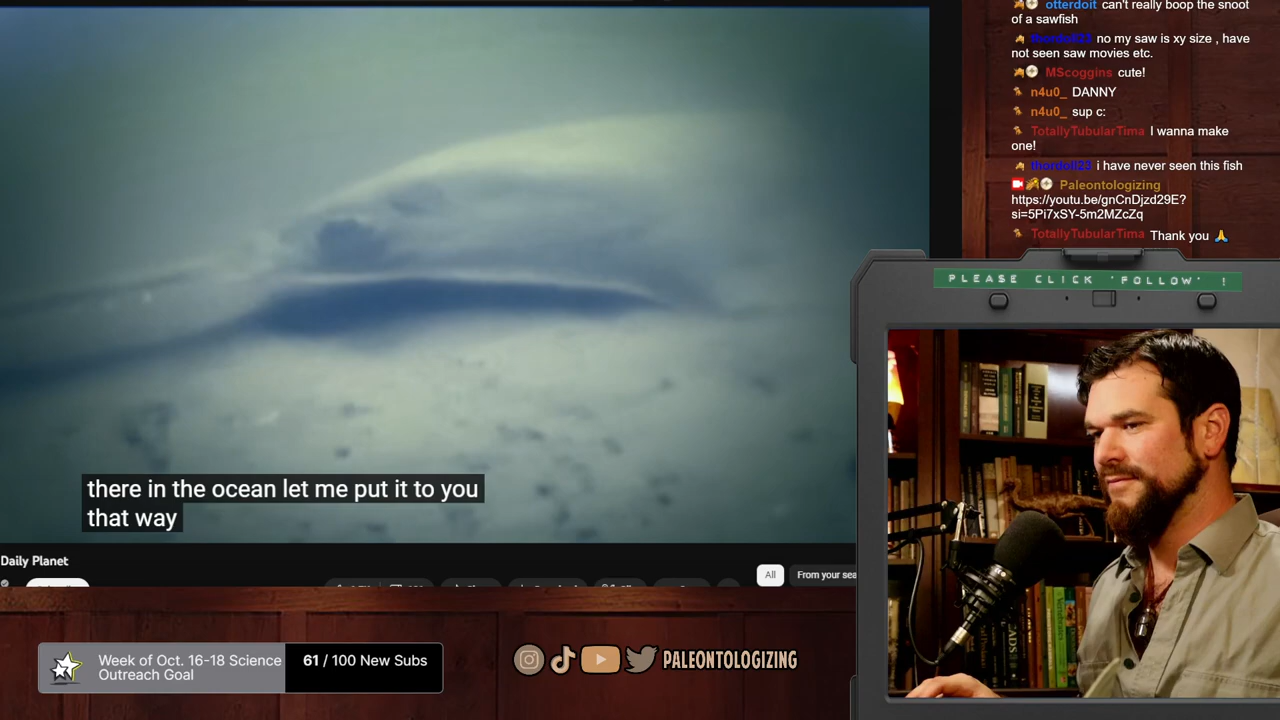 otterdoit can't really boop the snoot
of a sawfish
thordoll23 no my saw is xy size , have
not seen saw movies etc.
MScoggins cute!
n4u0_ DANNY
n4u0_ sup c:
TotallyTubularTima I wanna make
one!
thordoll23 i have never seen this fish
Paleontologizing
https://youtu.be/gnCnDjzd29E?
si=5Pi7xSY-5m2MZcZq
TotallyTubularTima Thank you 🙏
PLEASE CLICK 'FOLLOW' !
there in the ocean let me put it to you
that way
Daily Planet
All
From your sea
Week of Oct. 16-18 Science
Outreach Goal
61 / 100 New Subs
PALEONTOLOGIZING